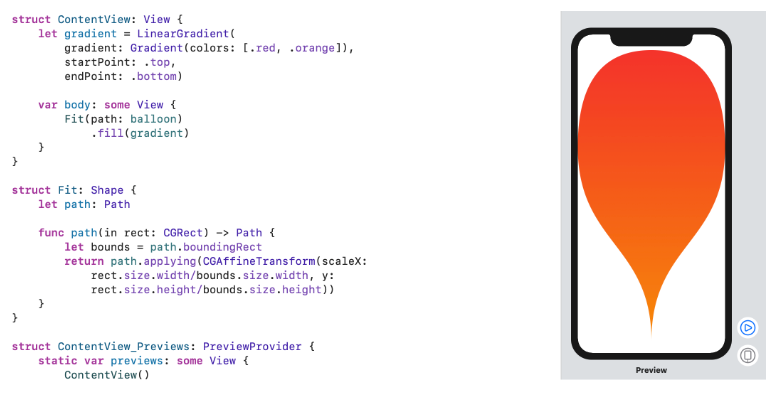 struct ContentView: View {
    let gradient = LinearGradient(
        gradient: Gradient(colors: [.red, .orange]),
        startPoint: .top,
        endPoint: .bottom)
    var body: some View {
        Fit(path: balloon)
            .fill(gradient)
    }
}
struct Fit: Shape {
    let path: Path
    func path(in rect: CGRect) -> Path {
        let bounds = path.boundingRect
        return path.applying(CGAffineTransform(scaleX:
            rect.size.width/bounds.size.width, y:
            rect.size.height/bounds.size.height))
    }
}
struct ContentView_Previews: PreviewProvider {
    static var previews: some View {
        ContentView()
Preview